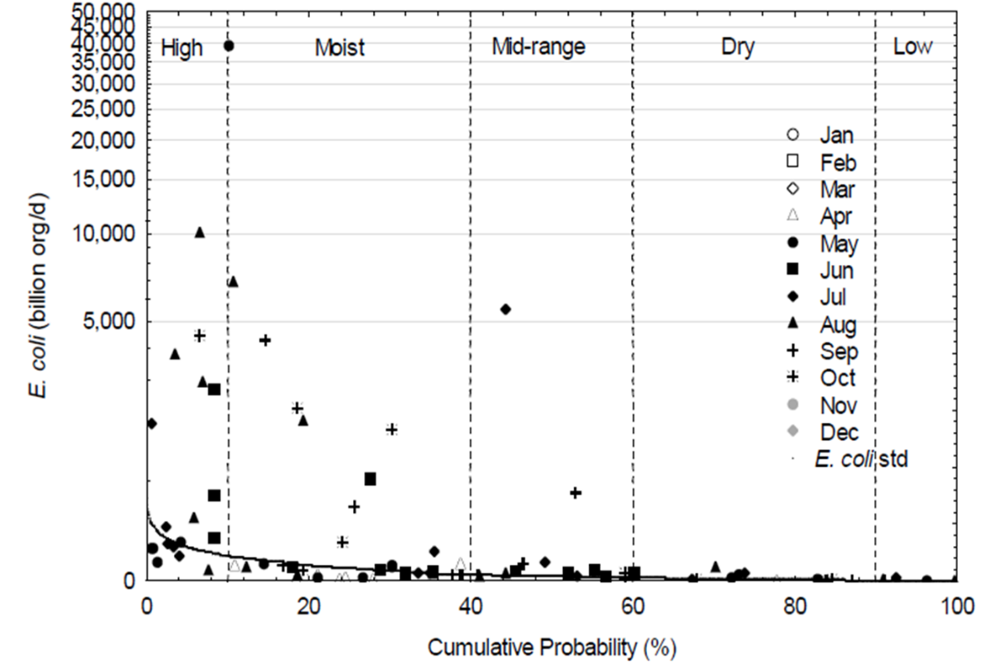 50,000
45,000
40,000
35,000
30,000
25,000
20,000
15,000
10,000
5,000
0
High
Moist
Mid-range
Dry
Low
Jan
Feb
Mar
Apr
May
Jun
Jul
Aug
Sep
Oct
Nov
Dec
E. coli std
E. coli (billion org/d)
0 20 40 60 80 100
Cumulative Probability (%)